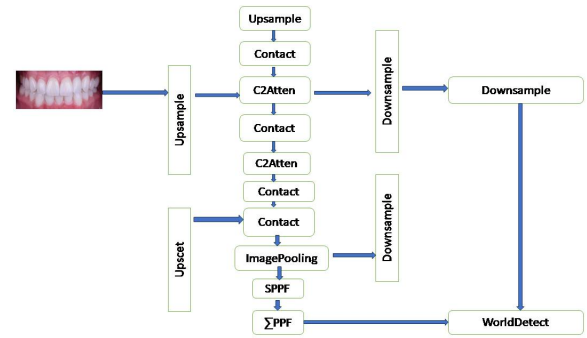 Upsample
Contact
C2Atten
Contact
C2Atten
Contact
Contact
ImagePooling
SPPF
∑PPF
Upsample
Upscet
Downsample
Downsample
Downsample
WorldDetect